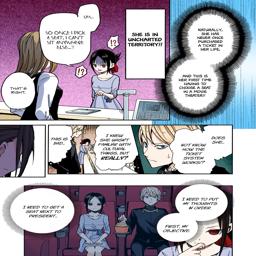 UM...
SO ONCE I PICK
A SEAT, I CAN'T
SIT ANYWHERE
ELSE...?
!?
!?
SHE IS IN
UNCHARTED
TERRITORY!!
NATURALLY,
SHE HAS
NEVER ONCE
PURCHASED
A TICKET
IN HER LIFE.
AND THIS IS
HER FIRST TIME
HAVING TO
CHOOSE A SEAT
IN A MOVIE
THEATER!!
THAT'S
RIGHT.
THIS IS
BAD...
I KNEW SHE
WASN'T
FAMILIAR WITH
CULTURAL
THINGS, BUT
REALLY?
DOES
SHE...
NOT KNOW
HOW THE
TICKET
SYSTEM
WORKS?
I NEED TO GET A
SEAT NEXT TO
PRESIDENT.
I NEED TO PUT
MY THOUGHTS
IN ORDER.
FIRST, MY
OBJECTIVE.